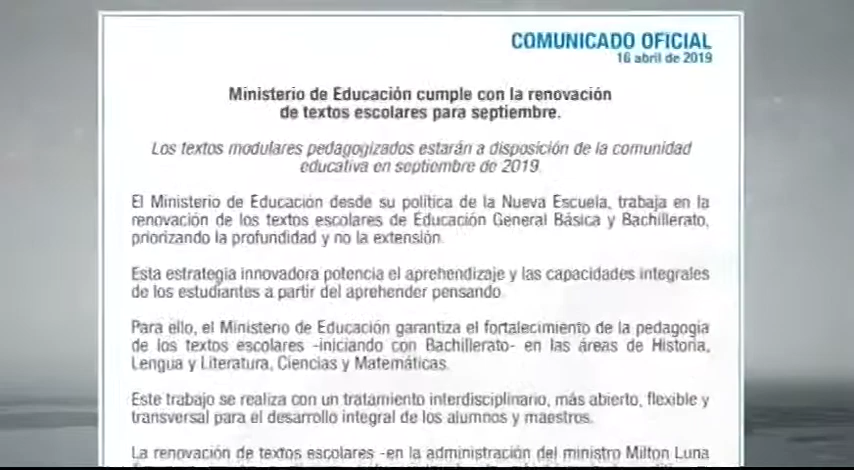 COMUNICADO OFICIAL
16 abril de 2019
Ministerio de Educación cumple con la renovación
de textos escolares para septiembre.
Los textos modulares pedagogizados estarán a disposición de la comunidad
educativa en septiembre de 2019.
El Ministerio de Educación desde su política de la Nueva Escuela, trabaja en la
renovación de los textos escolares de Educación General Básica y Bachillerato,
priorizando la profundidad y no la extensión.
Esta estrategia innovadora potencia el aprehendizaje y las capacidades integrales
de los estudiantes a partir del aprehender pensando.
Para ello, el Ministerio de Educación garantiza el fortalecimiento de la pedagogía
de los textos escolares -iniciando con Bachillerato- en las áreas de Historia,
Lengua y Literatura, Ciencias y Matemáticas.
Este trabajo se realiza con un tratamiento interdisciplinario, más abierto, flexible y
transversal para el desarrollo integral de los alumnos y maestros.
La renovación de textos escolares -en la administración del ministro Milton Luna